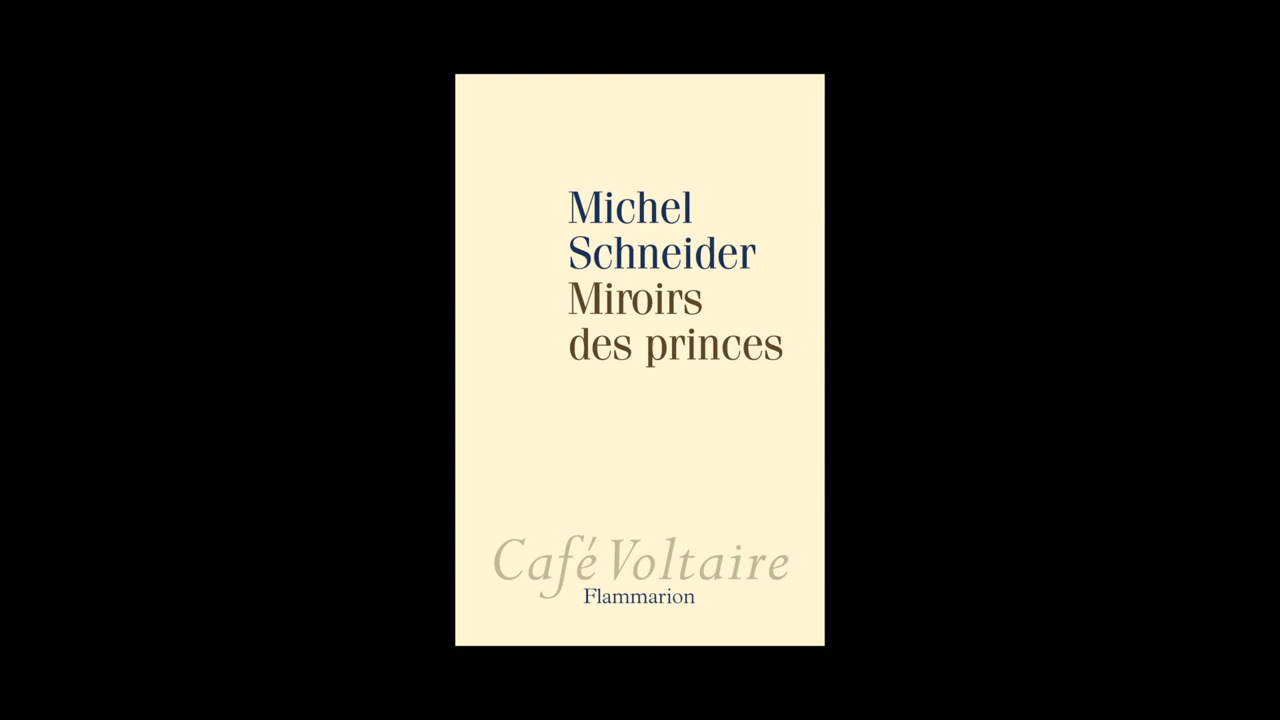 Michel
Schneider
Miroirs
des princes
Café Voltaire
Flammarion